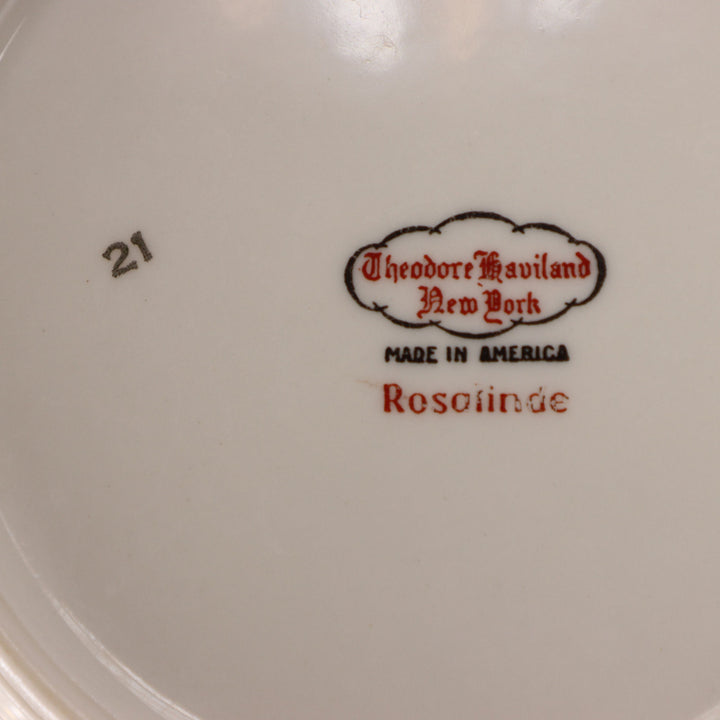 21
Theodore Haviland
New York
MADE IN AMERICA
Rosalinde